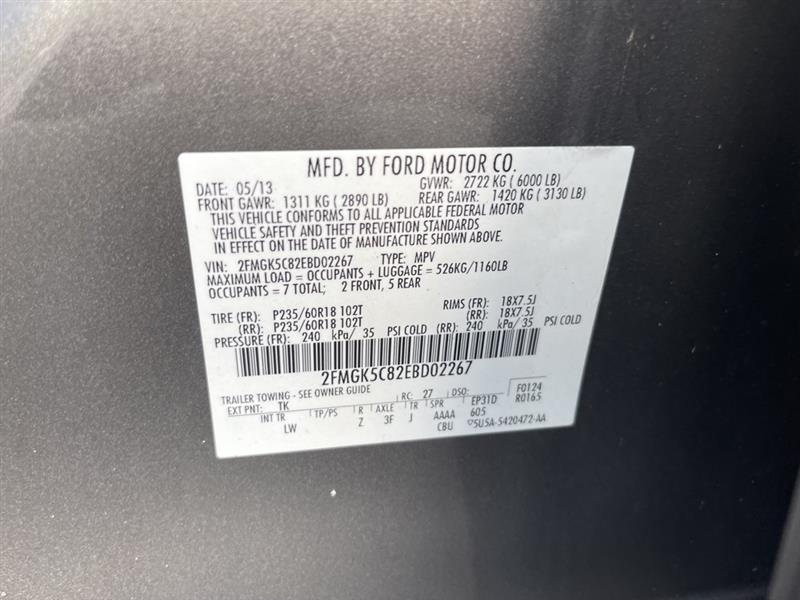 MFD. BY FORD MOTOR CO.
DATE: 05/13 GVWR: 2722 KG ( 6000 LB)
FRONT GAWR: 1311 KG ( 2890 LB) REAR GAWR: 1420 KG ( 3130 LB)
THIS VEHICLE CONFORMS TO ALL APPLICABLE FEDERAL MOTOR
VEHICLE SAFETY AND THEFT PREVENTION STANDARDS
IN EFFECT ON THE DATE OF MANUFACTURE SHOWN ABOVE.
VIN: 2FMGK5C82EBD02267 TYPE: MPV
MAXIMUM LOAD = OCCUPANTS + LUGGAGE = 526KG/1160LB
OCCUPANTS = 7 TOTAL; 2 FRONT, 5 REAR
TIRE (FR): P235/60R18 102T RIMS (FR): 18X7.5J
(RR): P235/60R18 102T (RR): 18X7.5J
PRESSURE (FR): 240 kPa/ 35 PSI COLD (RR): 240 kPa/ 35 PSI COLD
2FMGK5C82EBD02267
TRAILER TOWING - SEE OWNER GUIDE RC: 27 DSO: F0124
EXT PNT: TK EP31D R0165
INT TR TP/PS R AXLE TR SPR 605
LW Z 3F J AAAA
CBU 5U5A-5420472-AA